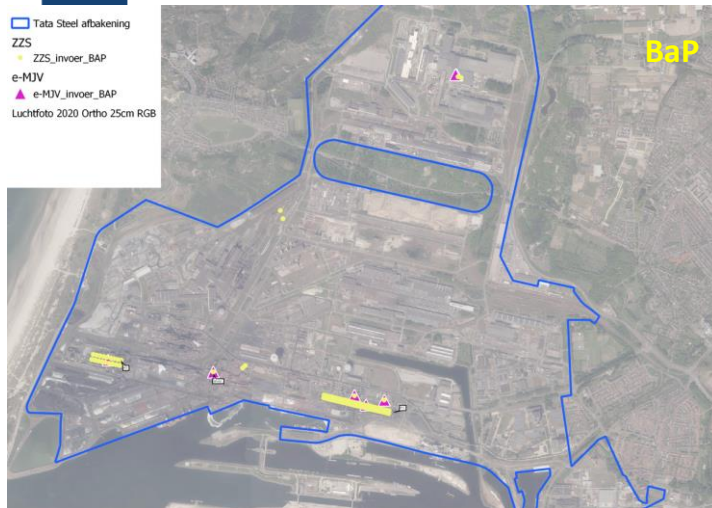 Tata Steel afbakening
ZZS
ZZS_invoer_BAP
e-MJV
e-MJV_invoer_BAP
Luchtfoto 2020 Ortho 25cm RGB
BaP